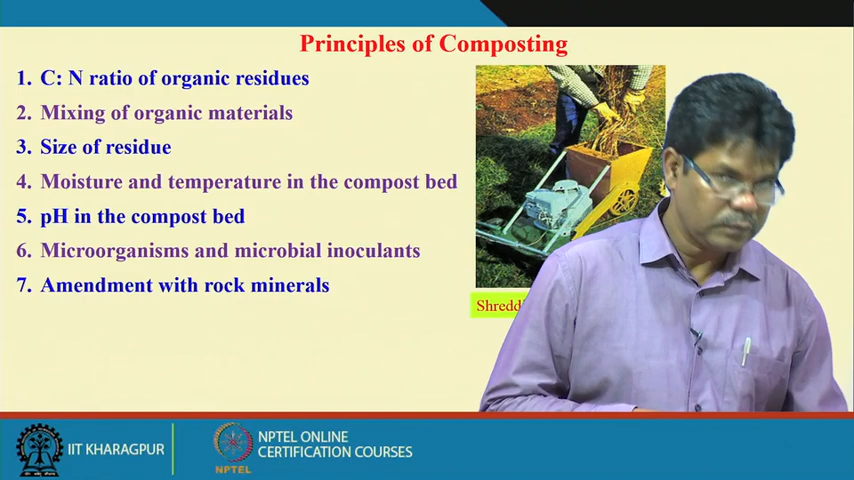 Principles of Composting
1. C: N ratio of organic residues
2. Mixing of organic materials
3. Size of residue
4. Moisture and temperature in the compost bed
5. pH in the compost bed
6. Microorganisms and microbial inoculants
7. Amendment with rock minerals
IIT KHARAGPUR
NPTEL
NPTEL ONLINE
CERTIFICATION COURSES